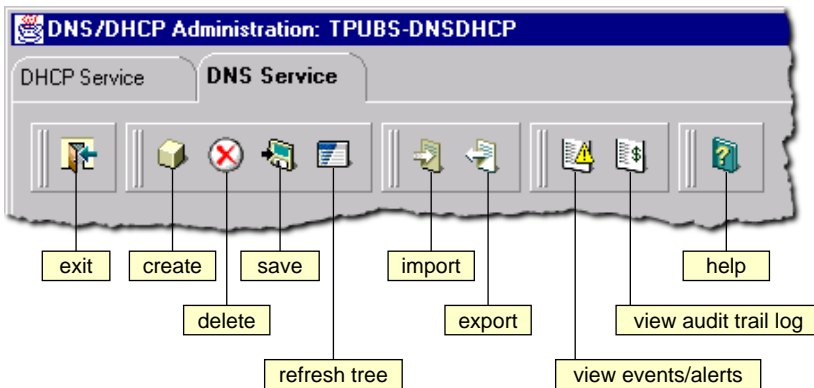 DNS/DHCP Administration: TPUBS-DNSDHCP
DHCP Service
DNS Service
exit
create
save
import
help
delete
export
view audit trail log
refresh tree
view events/alerts